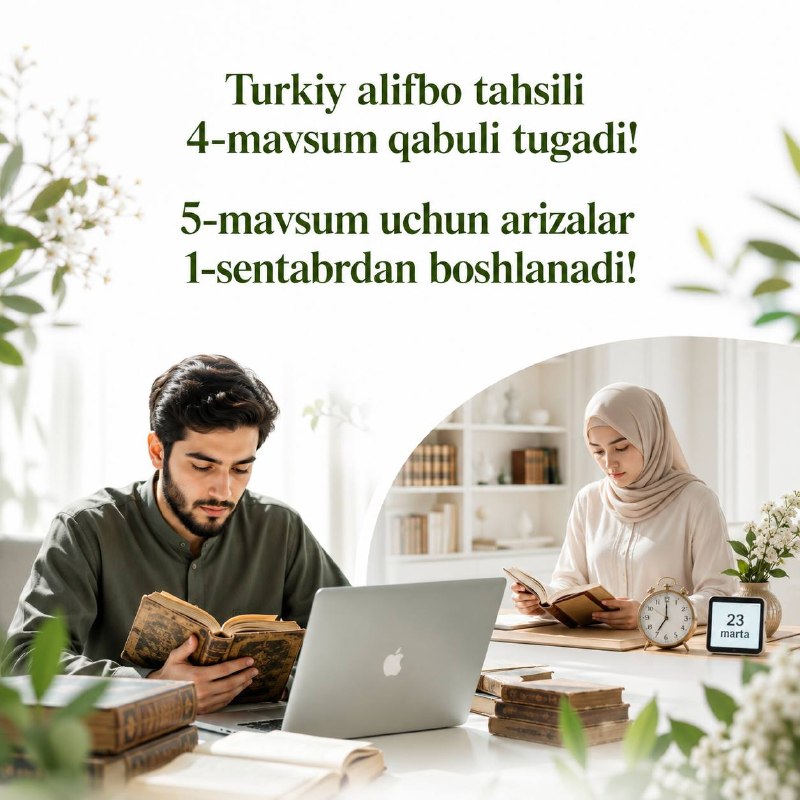 Turkiy alifbo tahsili
4-mavsum qabuli tugadi!
5-mavsum uchun arizalar
1-sentabrdan boshlanadi!
23
marta